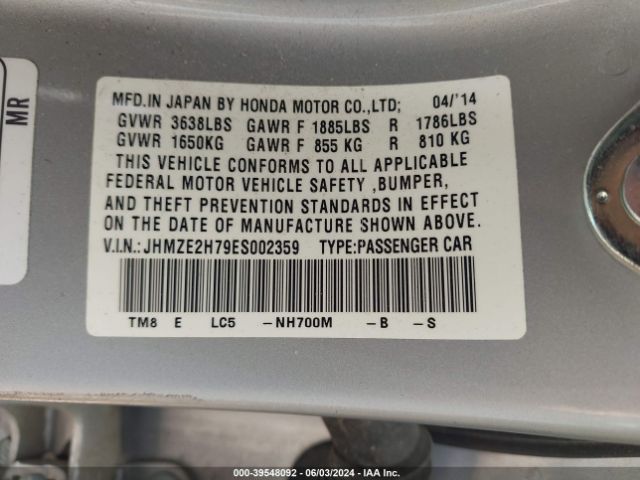 MR
MFD.IN JAPAN BY HONDA MOTOR CO.,LTD; 04/'14
GVWR 3638LBS GAWR F 1885LBS R 1786LBS
GVWR 1650KG GAWR F 855 KG R 810 KG
THIS VEHICLE CONFORMS TO ALL APPLICABLE
FEDERAL MOTOR VEHICLE SAFETY ,BUMPER,
AND THEFT PREVENTION STANDARDS IN EFFECT
ON THE DATE OF MANUFACTURE SHOWN ABOVE.
V.I.N.:JHMZE2H79ES002359 TYPE:PASSENGER CAR
TM8 E LC5 -NH700M -B -S
000-39548092 - 06/03/2024 - IAA Inc.